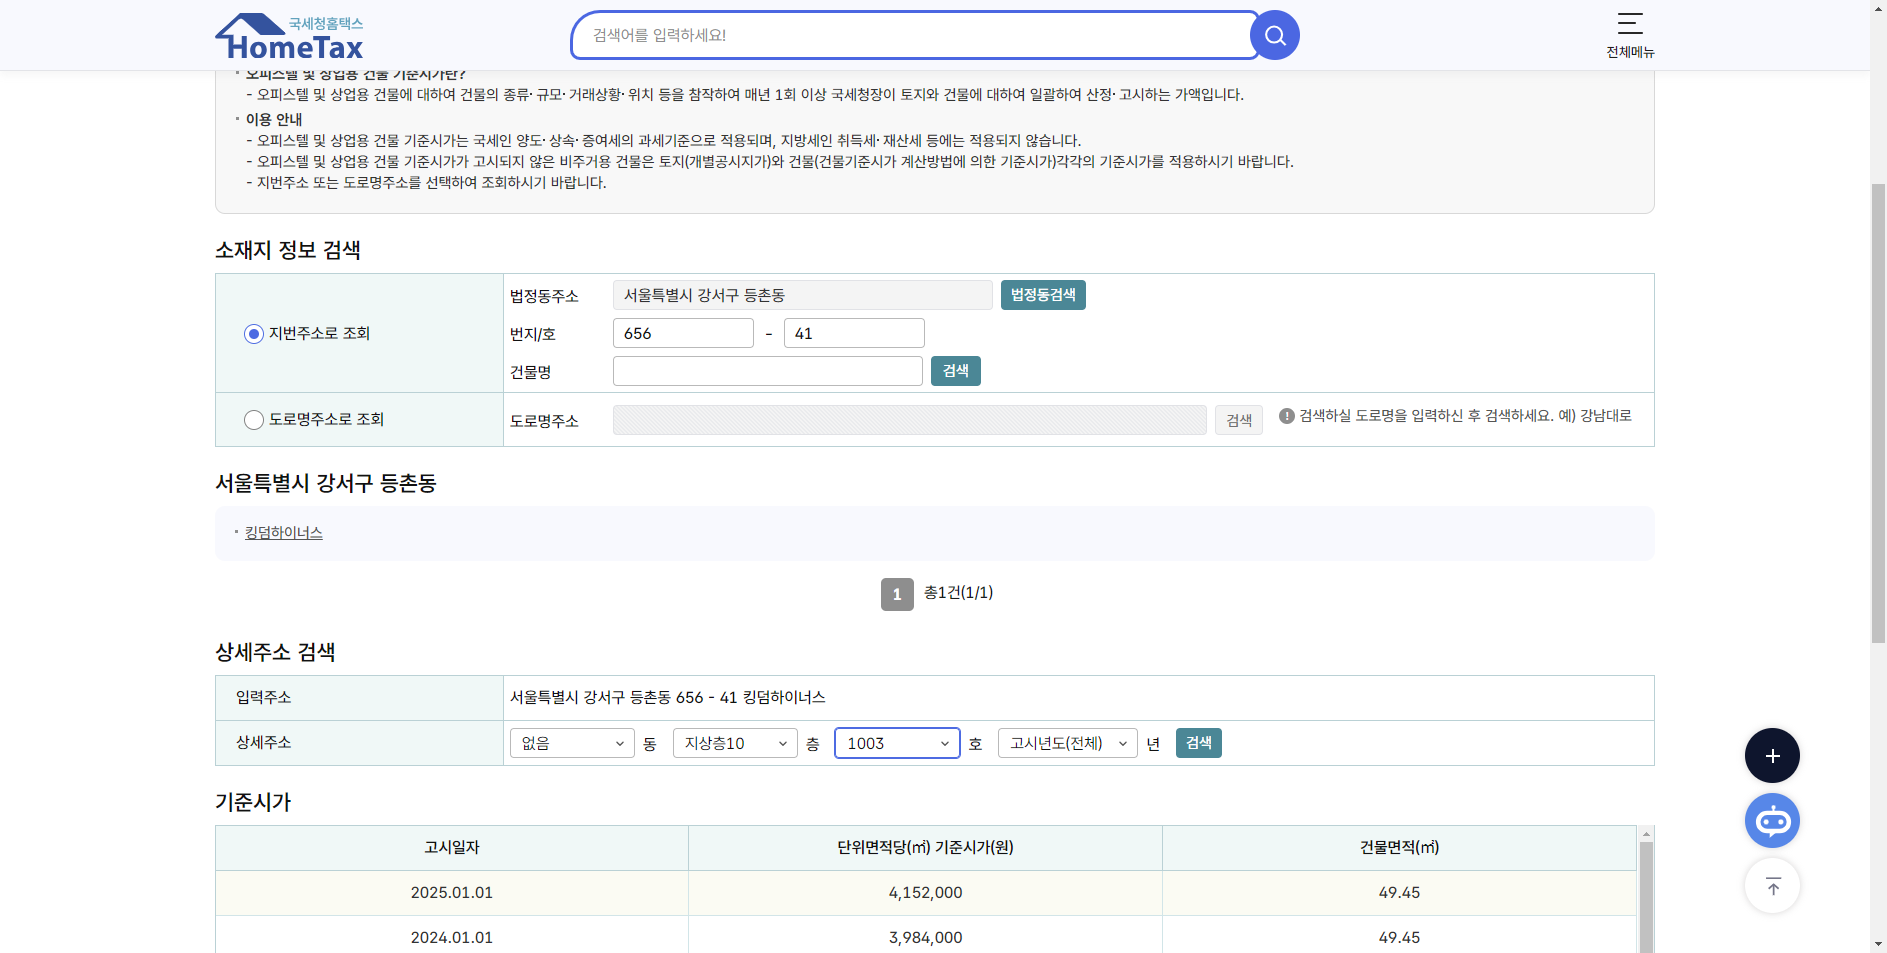 국세청홈택스
HomeTax
검색어를 입력하세요!
전체메뉴
· 오피스텔 및 상업용 건물 기준시가란?
- 오피스텔 및 상업용 건물에 대하여 건물의 종류· 규모· 거래상황· 위치 등을 참작하여 매년 1회 이상 국세청장이 토지와 건물에 대하여 일괄하여 산정· 고시하는 가액입니다.
· 이용 안내
- 오피스텔 및 상업용 건물 기준시가는 국세인 양도· 상속· 증여세의 과세기준으로 적용되며, 지방세인 취득세· 재산세 등에는 적용되지 않습니다.
- 오피스텔 및 상업용 건물 기준시가가 고시되지 않은 비주거용 건물은 토지(개별공시지가)와 건물(건물기준시가 계산방법에 의한 기준시가)각각의 기준시가를 적용하시기 바랍니다.
- 지번주소 또는 도로명주소를 선택하여 조회하시기 바랍니다.
소재지 정보 검색
지번주소로 조회
법정동주소 서울특별시 강서구 등촌동 법정동검색
번지/호 656 - 41
건물명 검색
도로명주소로 조회 도로명주소 검색 검색하실 도로명을 입력하신 후 검색하세요. 예) 강남대로
서울특별시 강서구 등촌동
· 킹덤하이너스
1 총1건(1/1)
상세주소 검색
입력주소 서울특별시 강서구 등촌동 656 - 41 킹덤하이너스
상세주소 없음 동 지상층10 층 1003 호 고시년도(전체) 년 검색
기준시가
고시일자 단위면적당(㎡) 기준시가(원) 건물면적(㎡)
2025.01.01 4,152,000 49.45
2024.01.01 3,984,000 49.45